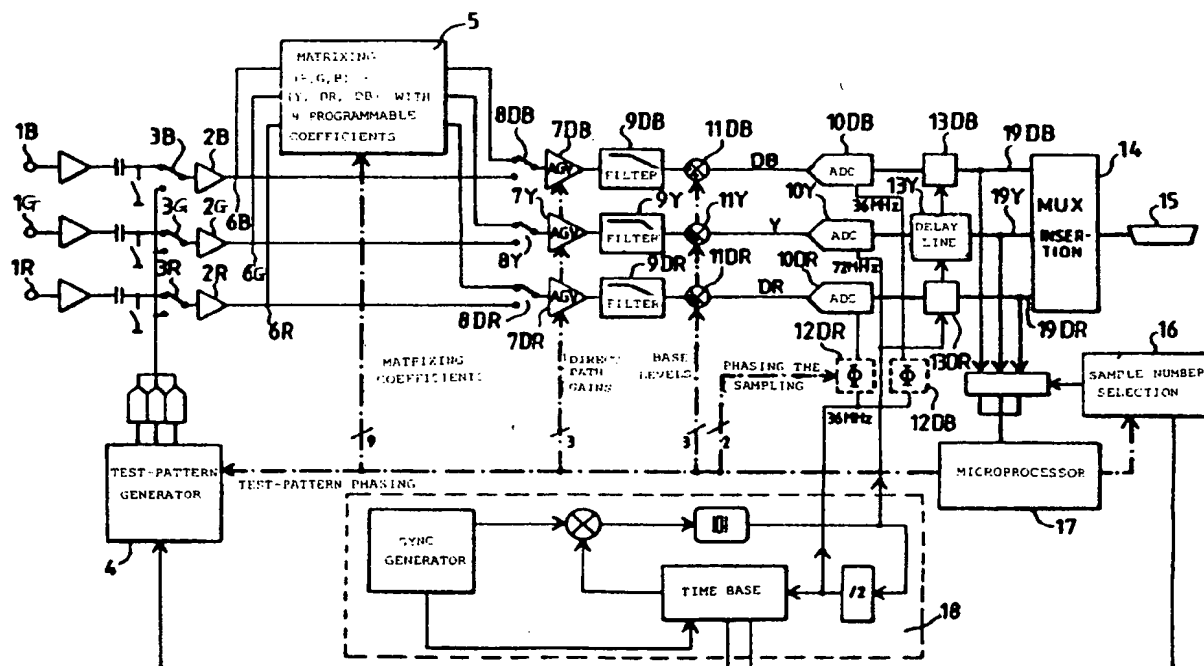 5
MATRIXING
(Y, DR, DB) WITH
9 PROGRAMMABLE
COEFFICIENTS
1B
3B
2B
6B
8DB
7DB
9DB
11DB
10DB
13DB
19DB
14
AGV
FILTER
DB
ADC
36MHz
1G
3G
2G
6G
7Y
8Y
9Y
11Y
10Y
13Y
19Y
15
AGV
FILTER
Y
ADC
72MHz
DELAY
LINE
MUX
INSERTION
1R
3R
2R
6R
8DR
7DR
9DR
11DR
10DR
13DR
19DR
AGV
FILTER
DR
ADC
12DR
12DB
Φ
Φ
36MHz
MATRIXING
COEFFICIENTS
DIRECT
PATH
GAINS
BASE
LEVELS
PHASING THE
SAMPLING
16
SAMPLE NUMBER
SELECTION
9
3
3
2
TEST-PATTERN
GENERATOR
4
TEST-PATTERN PHASING
MICROPROCESSOR
17
SYNC
GENERATOR
TIME BASE
/2
18